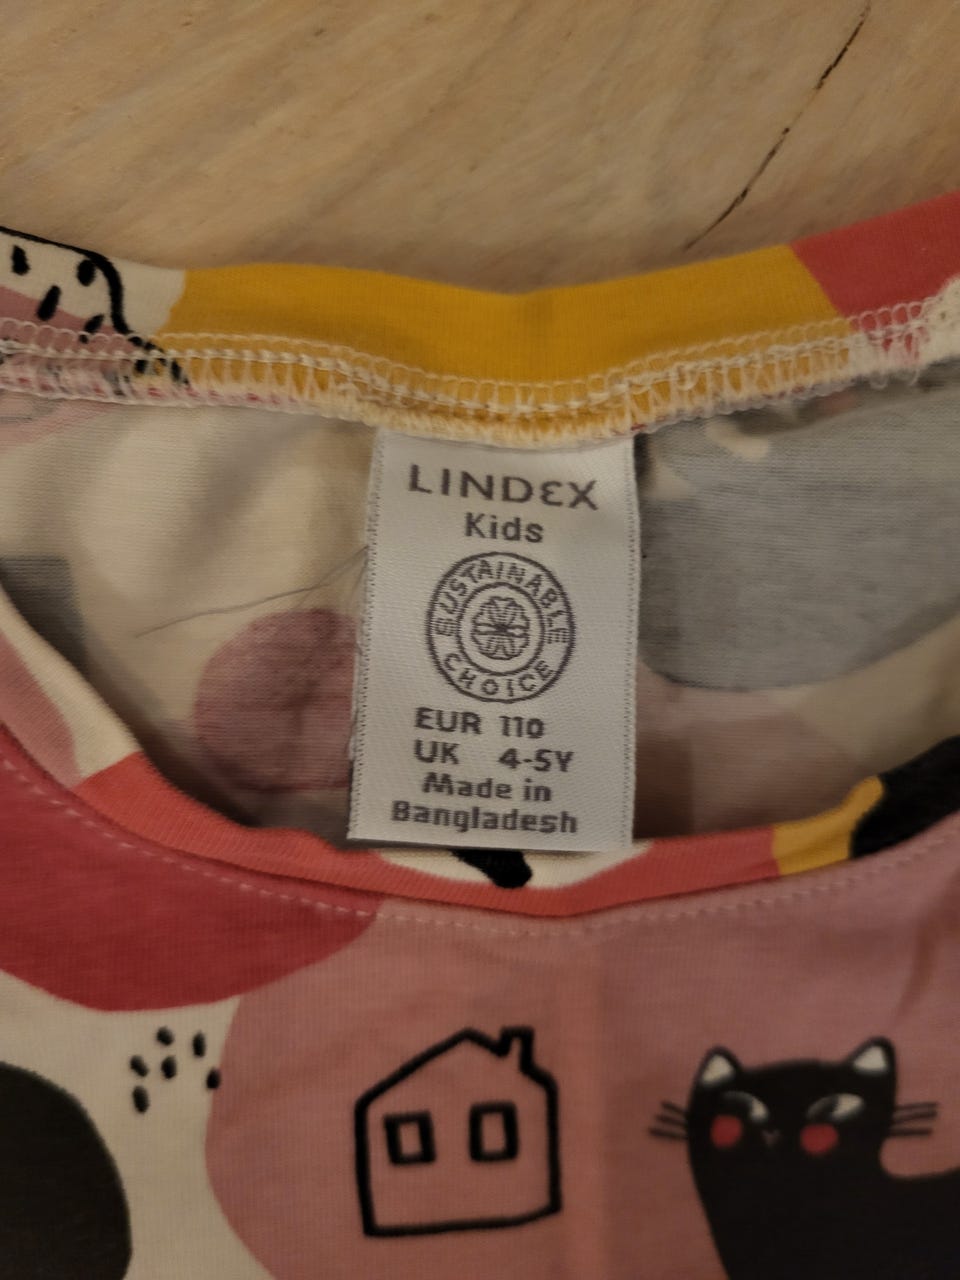 LINDEX
Kids
SUSTAINABLE
CHOICE
EUR 110
UK 4-5Y
Made in
Bangladesh